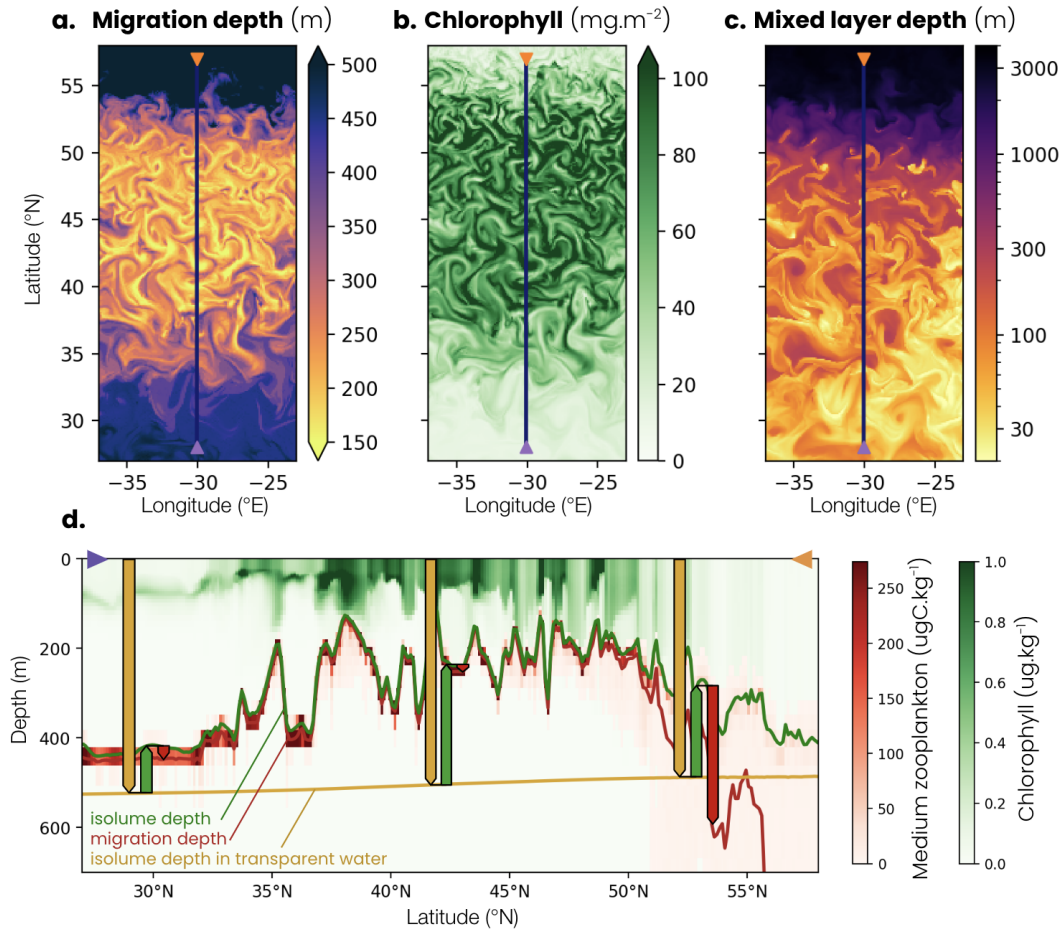 a. Migration depth (m)
b. Chlorophyll (mg.m⁻²)
c. Mixed layer depth (m)
Latitude (°N)
55
50
45
40
35
30
−35
−30
−25
Longitude (°E)
500
450
400
350
300
250
200
150
−35
−30
−25
Longitude (°E)
100
80
60
40
20
0
−35
−30
−25
Longitude (°E)
3000
1000
300
100
30
d.
Depth (m)
0
200
400
600
isolume depth
migration depth
isolume depth in transparent water
30°N
35°N
40°N
45°N
50°N
55°N
Latitude (°N)
250
200
150
100
50
0
Medium zooplankton (ugC.kg⁻¹)
1.0
0.8
0.6
0.4
0.2
0.0
Chlorophyll (ug.kg⁻¹)